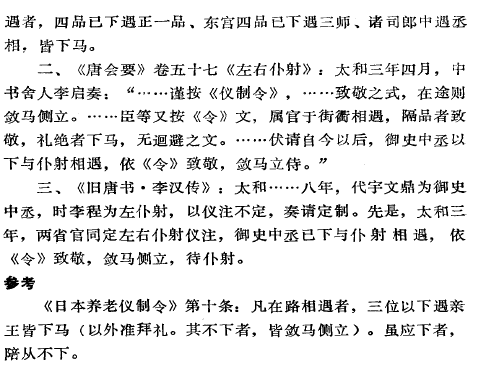 遇者，四品已下遇正一品、东宫四品已下遇三师、诸司郎中遇丞
相，皆下马。
二、《唐会要》卷五十七《左右仆射》：太和三年四月，中
书舍人李启奏：“……谨按《仪制令》，……致敬之式，在途则
敛马侧立。……臣等又按《令》文，属官于街衢相遇，隔品者致
敬，礼绝者下马，无迴避之文。……伏请自今以后，御史中丞以
下与仆射相遇，依《令》致敬，敛马立侍。”
三、《旧唐书·李汉传》：太和……八年，代宇文鼎为御史
中丞，时李程为左仆射，以仪注不定，奏请定制。先是，太和三
年，两省官同定左右仆射仪注，御史中丞已下与仆射相遇，依
《令》致敬，敛马侧立，待仆射。
参考
《日本养老仪制令》第十条：凡在路相遇者，三位以下遇亲
王皆下马（以外准拜礼。其不下者，皆敛马侧立）。虽应下者，
陪从不下。